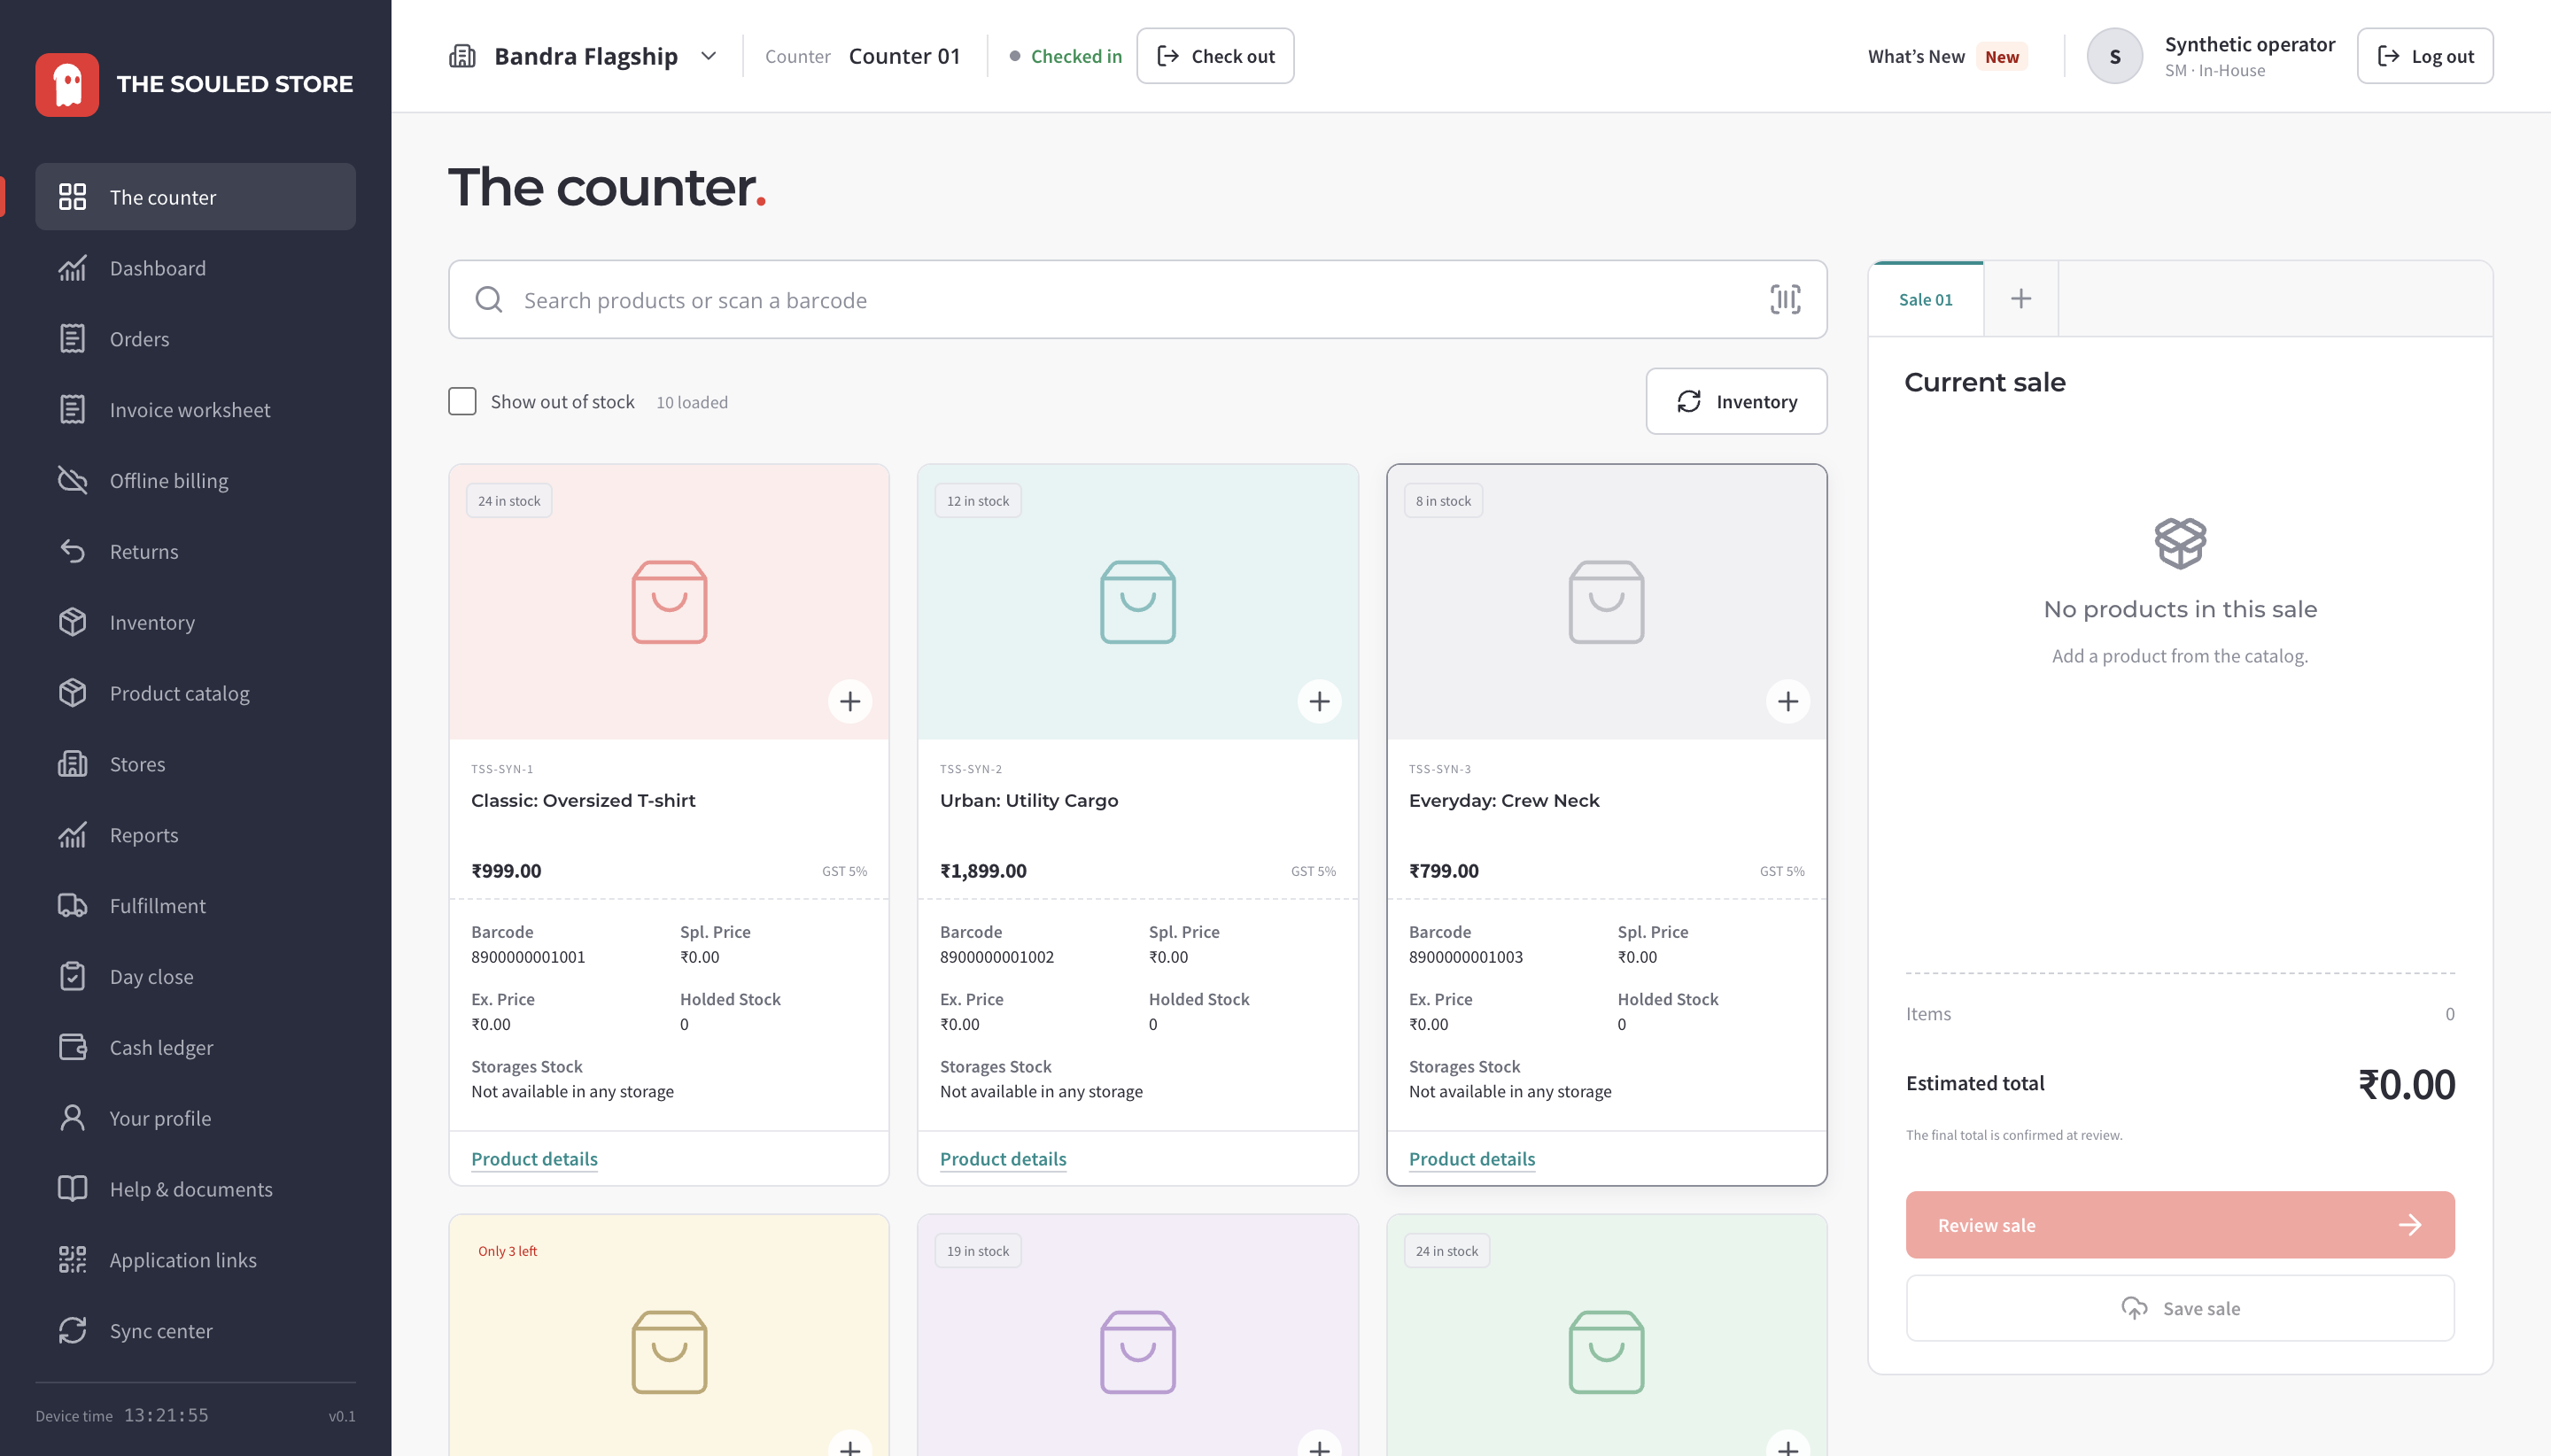 THE SOULED STORE
The counter
Dashboard
Orders
Invoice worksheet
Offline billing
Returns
Inventory
Product catalog
Stores
Reports
Fulfillment
Day close
Cash ledger
Your profile
Help & documents
Application links
Sync center
Device time 13:21:55 v0.1
Bandra Flagship Counter Counter 01 Checked in Check out What’s New New S Synthetic operator
SM · In-House
Log out
The counter.
Search products or scan a barcode
Show out of stock 10 loaded Inventory
24 in stock
TSS-SYN-1
Classic: Oversized T-shirt
₹999.00 GST 5%
Barcode Spl. Price
8900000001001 ₹0.00
Ex. Price Holded Stock
₹0.00 0
Storages Stock
Not available in any storage
Product details
12 in stock
TSS-SYN-2
Urban: Utility Cargo
₹1,899.00 GST 5%
Barcode Spl. Price
8900000001002 ₹0.00
Ex. Price Holded Stock
₹0.00 0
Storages Stock
Not available in any storage
Product details
8 in stock
TSS-SYN-3
Everyday: Crew Neck
₹799.00 GST 5%
Barcode Spl. Price
8900000001003 ₹0.00
Ex. Price Holded Stock
₹0.00 0
Storages Stock
Not available in any storage
Product details
Only 3 left
19 in stock
24 in stock
Sale 01
Current sale
No products in this sale
Add a product from the catalog.
Items 0
Estimated total ₹0.00
The final total is confirmed at review.
Review sale
Save sale